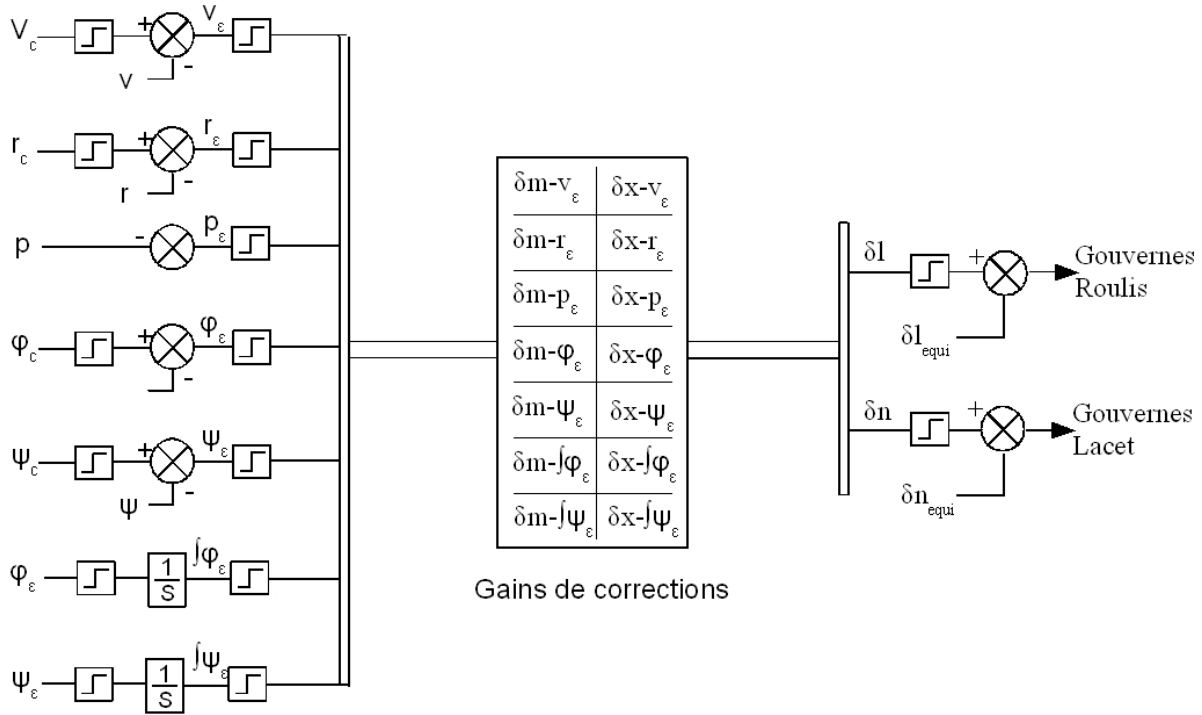 V_c + v_ε
v -
r_c + r_ε
r -
p - p_ε
φ_c + φ_ε
-
ψ_c + ψ_ε
ψ -
φ_ε 1/S ∫φ_ε
ψ_ε 1/S ∫ψ_ε
δm-v_ε δx-v_ε
δm-r_ε δx-r_ε
δm-p_ε δx-p_ε
δm-φ_ε δx-φ_ε
δm-ψ_ε δx-ψ_ε
δm-∫φ_ε δx-∫φ_ε
δm-∫ψ_ε δx-∫ψ_ε
Gains de corrections
δl + Gouvernes
Roulis
δl_equi
δn + Gouvernes
Lacet
δn_equi